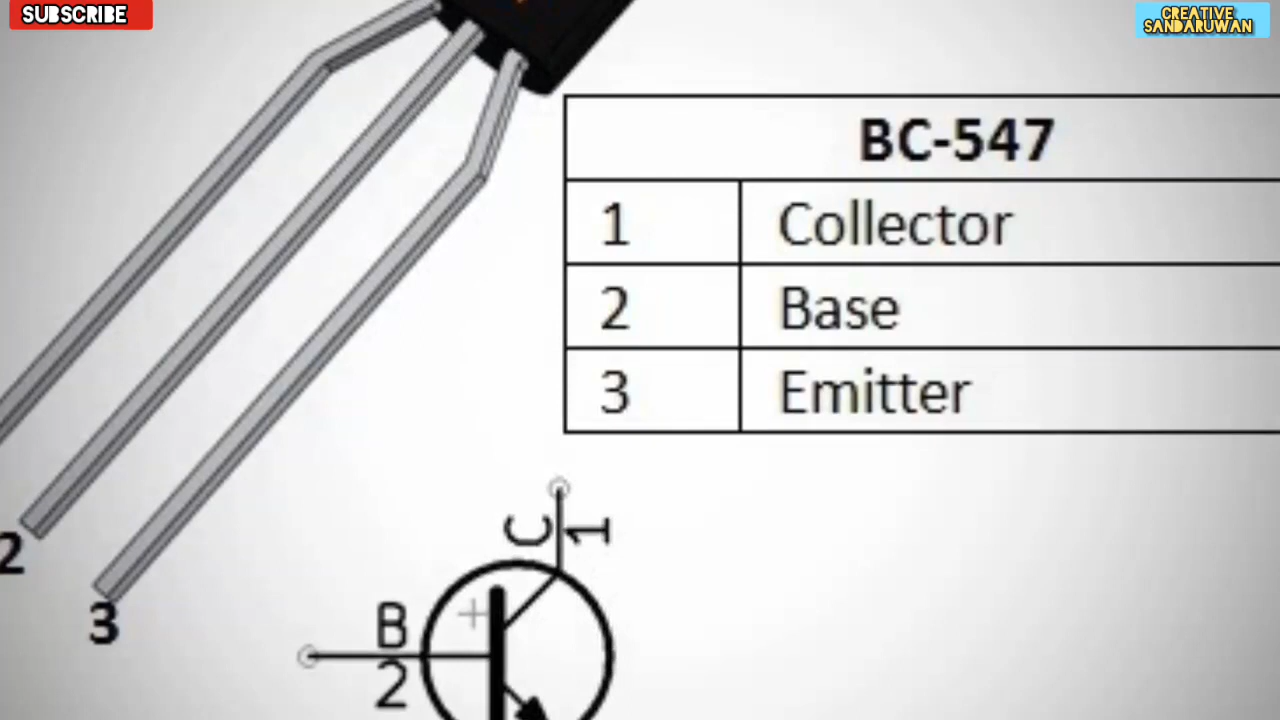 SUBSCRIBE
CREATIVE
SANDARUWAN
BC-547
1 Collector
2 Base
3 Emitter
2
3
C
1
B
2